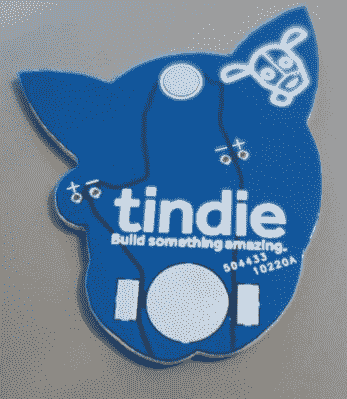 - +
+ -
tindie
Build something amazing.
504433
10220A